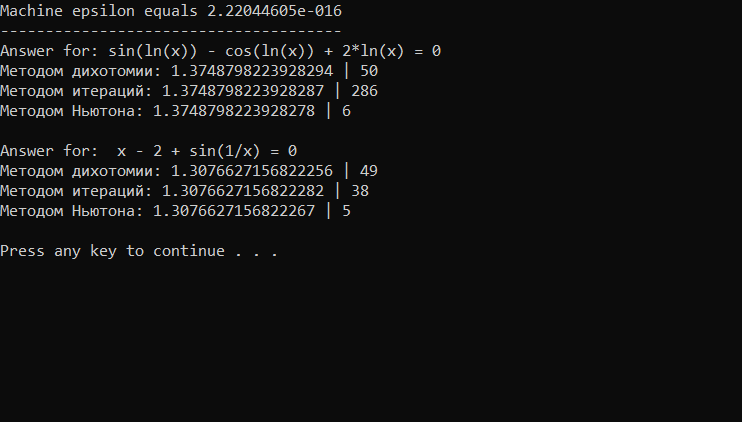 Machine epsilon equals 2.22044605e-016
--------------------------------------
Answer for: sin(ln(x)) - cos(ln(x)) + 2*ln(x) = 0
Методом дихотомии: 1.3748798223928294 | 50
Методом итераций: 1.3748798223928287 | 286
Методом Ньютона: 1.3748798223928278 | 6
Answer for:  x - 2 + sin(1/x) = 0
Методом дихотомии: 1.3076627156822256 | 49
Методом итераций: 1.3076627156822282 | 38
Методом Ньютона: 1.3076627156822267 | 5
Press any key to continue . . .